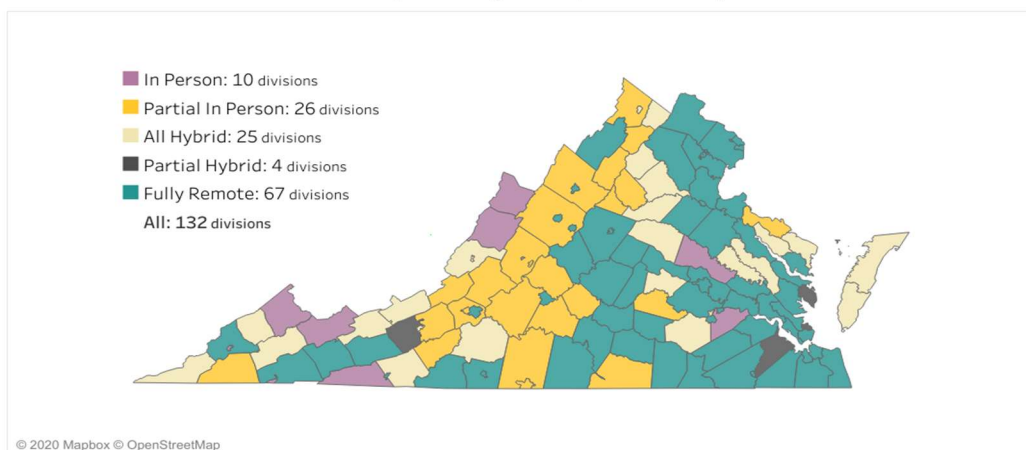 In Person: 10 divisions
Partial In Person: 26 divisions
All Hybrid: 25 divisions
Partial Hybrid: 4 divisions
Fully Remote: 67 divisions
All: 132 divisions
© 2020 Mapbox © OpenStreetMap